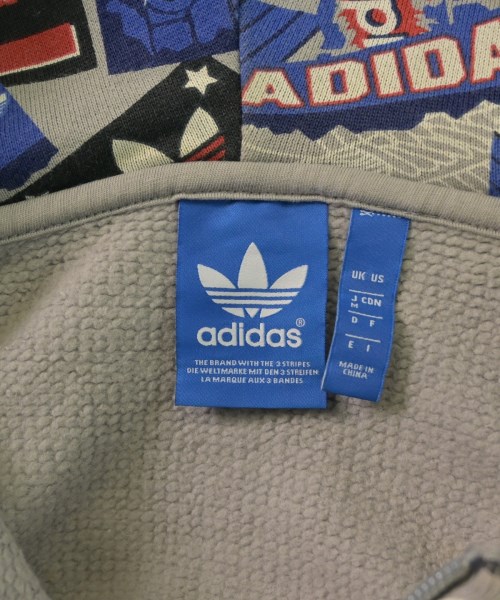 ADIDA
adidas®
THE BRAND WITH THE 3 STRIPES
DIE WELTMARKE MIT DEN 3 STREIFEN
LA MARQUE AUX 3 BANDES
UK US
J CDN
M
D F
E I
MADE IN
CHINA